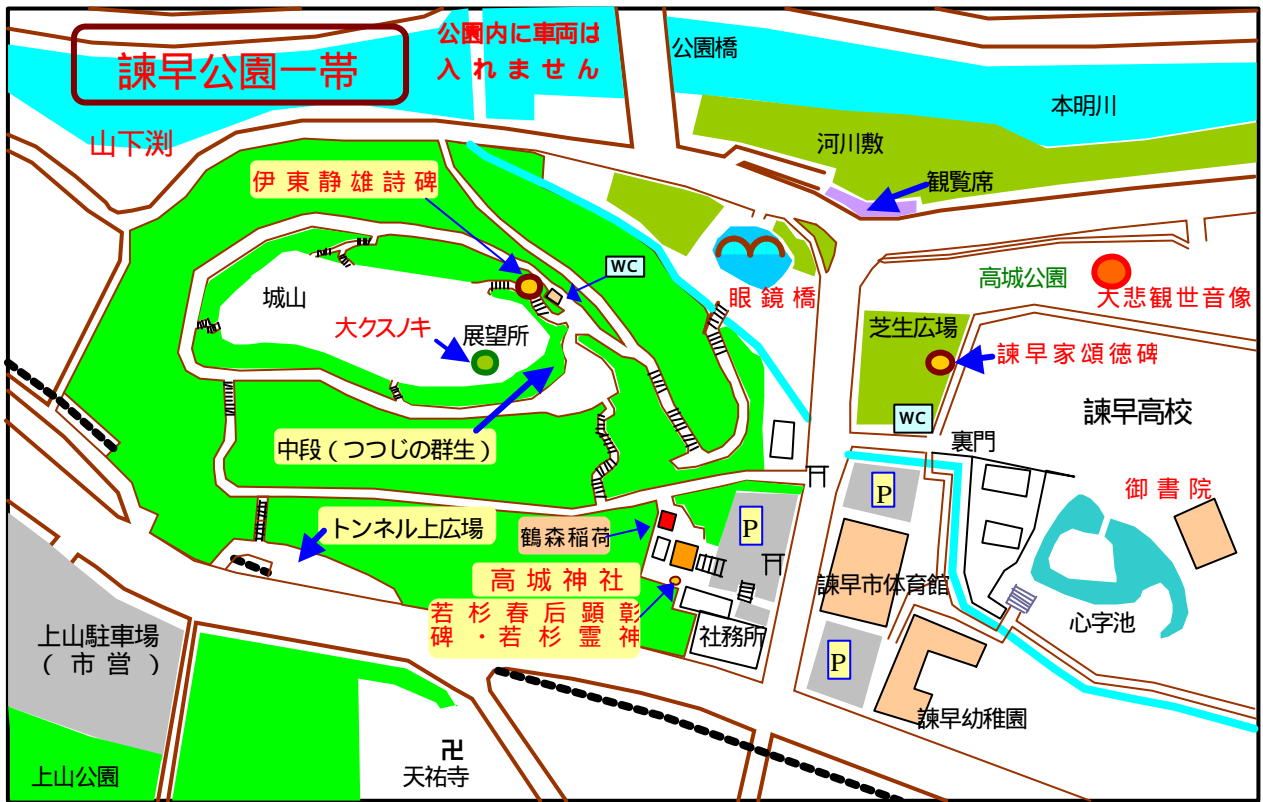 諫早公園一帯
公園内に車両は
入れません
公園橋
本明川
山下渕
河川敷
伊東静雄詩碑
観覧席
WC
高城公園
城山
眼鏡橋
大悲観世音像
大クスノキ
展望所
芝生広場
諫早家頌徳碑
WC
諫早高校
中段(つつじの群生)
裏門
P
御書院
トンネル上広場
鶴森稲荷
P
高城神社
諫早市体育館
若杉春后顕彰
碑・若杉霊神
社務所
心字池
上山駐車場
(市営)
P
諫早幼稚園
卍
上山公園
天祐寺